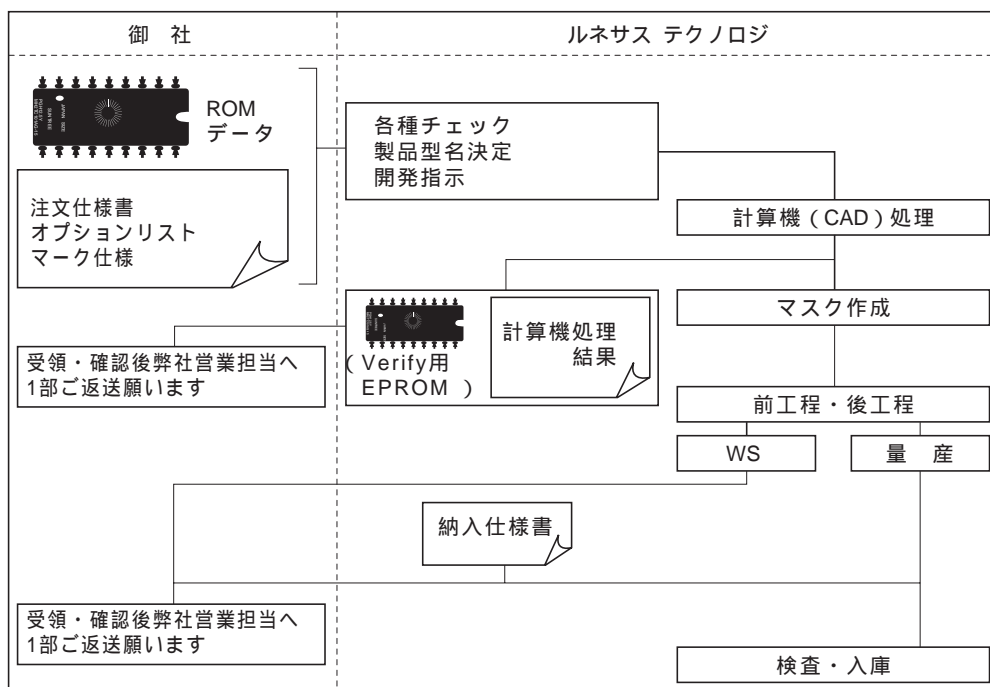 御 社
ルネサス テクノロジ
ROM
データ
注文仕様書
オプションリスト
マーク仕様
各種チェック
製品型名決定
開発指示
計算機（CAD）処理
マスク作成
（Verify用
EPROM ）
計算機処理
結果
受領・確認後弊社営業担当へ
1部ご返送願います
前工程・後工程
WS
量 産
納入仕様書
受領・確認後弊社営業担当へ
1部ご返送願います
検査・入庫